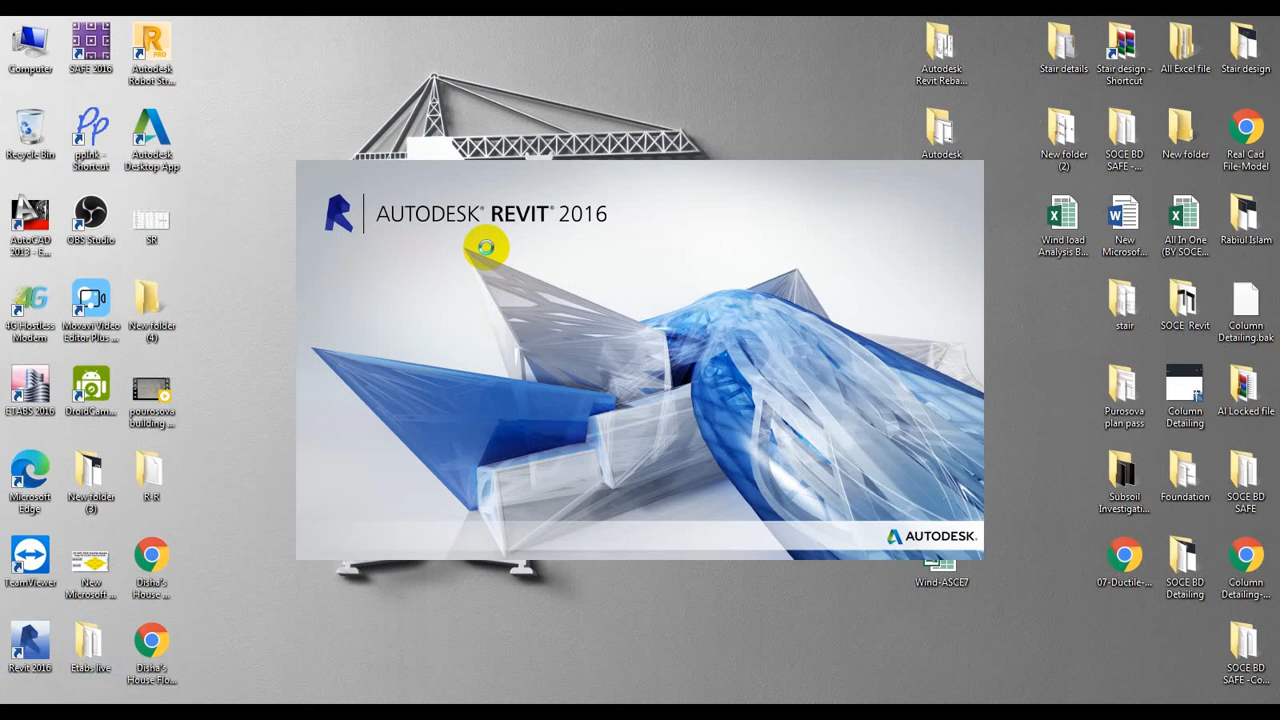 Computer
SAFE 2016
Autodesk
Robot Str...
Autodesk
Revit Reba...
Stair details
Stair design -
Shortcut
All Excel file
Stair design
Recycle Bin
ppInk -
Shortcut
Autodesk
Desktop App
Autodesk
New folder
(2)
SOCE BD
SAFE -...
New folder
Real Cad
File-Model
AUTODESK® REVIT® 2016
AutoCAD
2013 - E...
OBS Studio
SR
Wind load
Analysis B...
New
Microsof...
All In One
(BY SOCE...
Rabiul Islam
4G Hostless
Modem
Movavi Video
Editor Plus ...
New folder
(4)
stair
SOCE_Revit
Column
Detailing.bak
ETABS 2016
DroidCam...
pourosova
building ...
Purosova
plan pass
Column
Detailing
AI Locked file
Microsoft
Edge
New folder
(3)
R-R
Subsoil
Investigati...
Foundation
SOCE BD
SAFE
AUTODESK.
TeamViewer
New
Microsoft ...
Disha's
House ...
Wind-ASCE7
07-Ductile-...
SOCE BD
Detailing
Column
Detailing-...
Revit 2016
Etabs live
Disha's
House Flo...
SOCE BD
SAFE -Co...